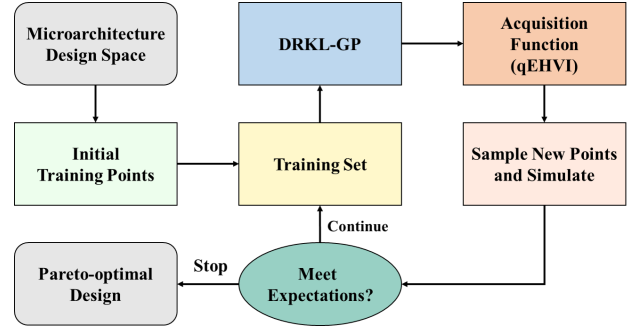 Microarchitecture
Design Space
DRKL-GP
Acquisition
Function
(qEHVI)
Initial
Training Points
Training Set
Sample New Points
and Simulate
Continue
Pareto-optimal
Design
Stop
Meet
Expectations?